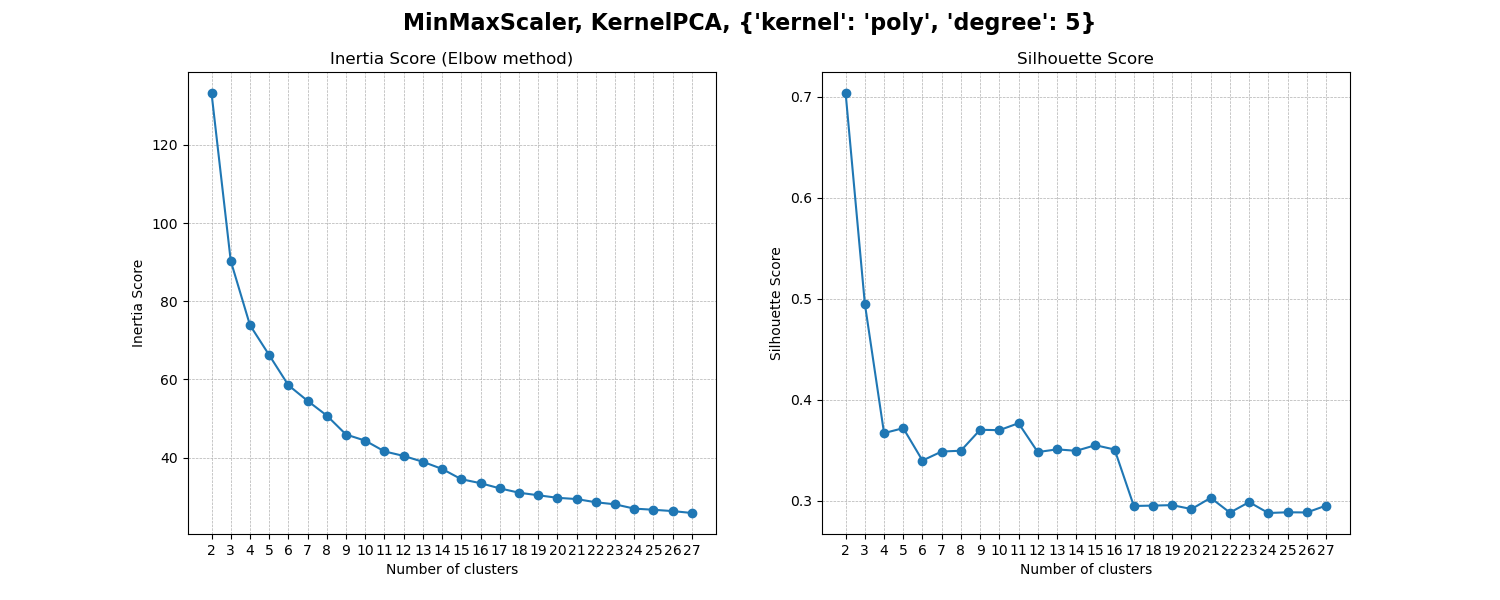 MinMaxScaler, KernelPCA, {'kernel': 'poly', 'degree': 5}
Inertia Score (Elbow method)
Inertia Score
120
100
80
60
40
2 3 4 5 6 7 8 9 10 11 12 13 14 15 16 17 18 19 20 21 22 23 24 25 26 27
Number of clusters
Silhouette Score
Silhouette Score
0.7
0.6
0.5
0.4
0.3
2 3 4 5 6 7 8 9 10 11 12 13 14 15 16 17 18 19 20 21 22 23 24 25 26 27
Number of clusters